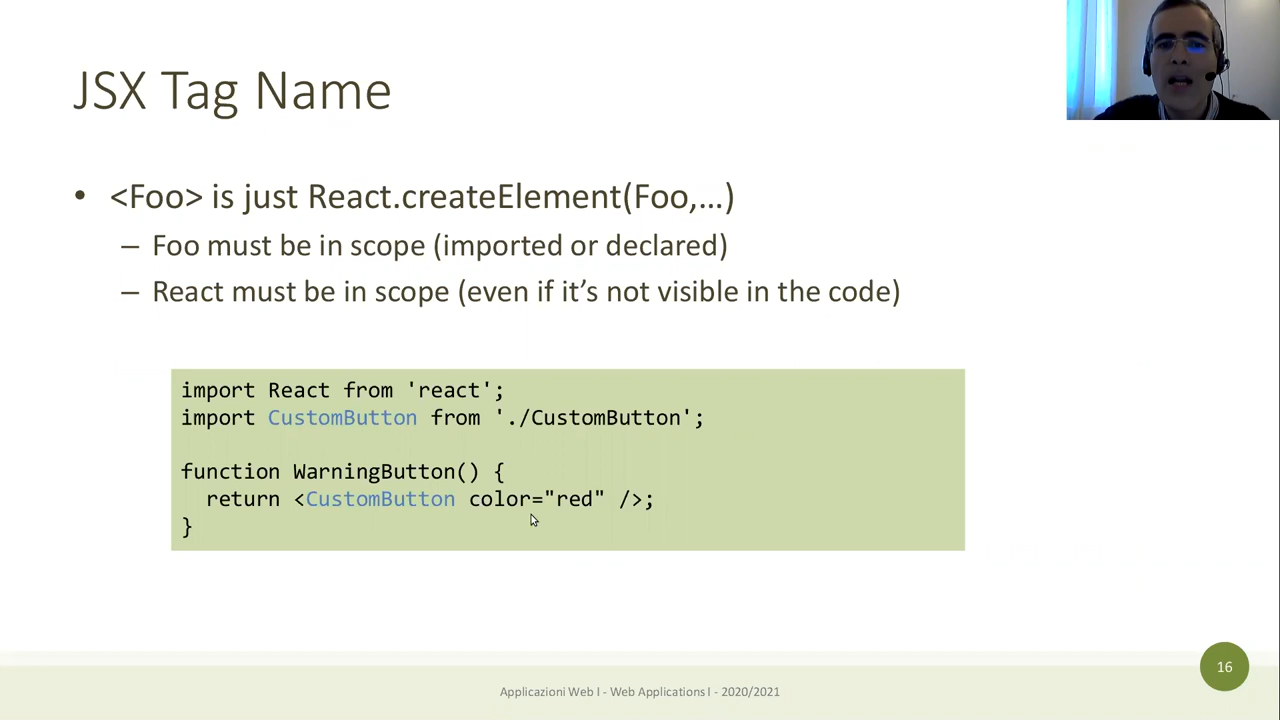 JSX Tag Name
• <Foo> is just React.createElement(Foo,…)
– Foo must be in scope (imported or declared)
– React must be in scope (even if it’s not visible in the code)
import React from 'react';
import CustomButton from './CustomButton';
function WarningButton() {
  return <CustomButton color="red" />;
}
16
Applicazioni Web I - Web Applications I - 2020/2021